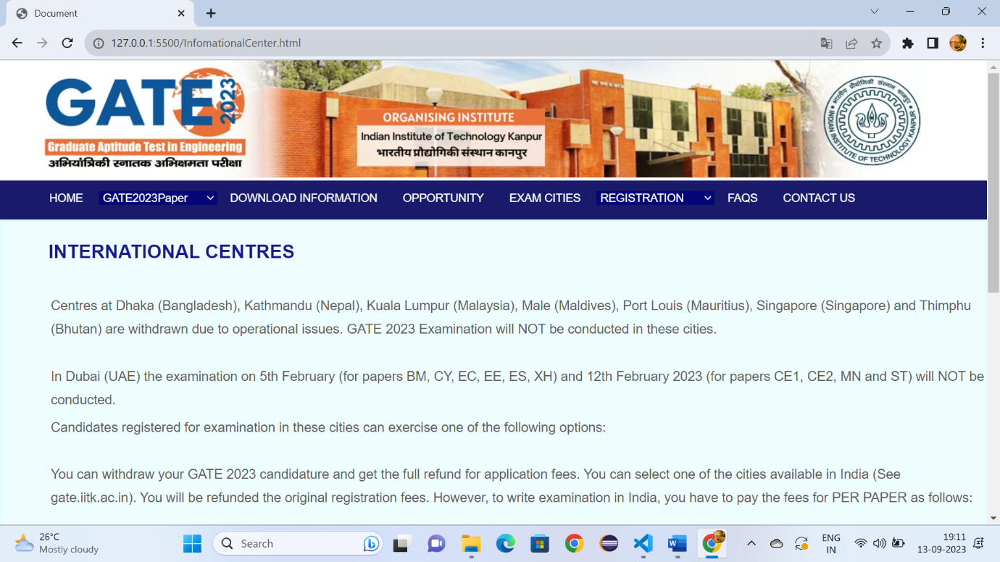 Document
127.0.0.1:5500/InfomationalCenter.html
GATE 2023
Graduate Aptitude Test in Engineering
अभियांत्रिकी स्नातक अभिक्षमता परीक्षा
ORGANISING INSTITUTE
Indian Institute of Technology Kanpur
भारतीय प्रौद्योगिकी संस्थान कानपुर
भारतीय प्रौद्योगिकी संस्थान कानपुर
INDIAN INSTITUTE OF TECHNOLOGY KANPUR
HOME GATE2023Paper DOWNLOAD INFORMATION OPPORTUNITY EXAM CITIES REGISTRATION FAQS CONTACT US
INTERNATIONAL CENTRES
Centres at Dhaka (Bangladesh), Kathmandu (Nepal), Kuala Lumpur (Malaysia), Male (Maldives), Port Louis (Mauritius), Singapore (Singapore) and Thimphu
(Bhutan) are withdrawn due to operational issues. GATE 2023 Examination will NOT be conducted in these cities.
In Dubai (UAE) the examination on 5th February (for papers BM, CY, EC, EE, ES, XH) and 12th February 2023 (for papers CE1, CE2, MN and ST) will NOT be
conducted.
Candidates registered for examination in these cities can exercise one of the following options:
You can withdraw your GATE 2023 candidature and get the full refund for application fees. You can select one of the cities available in India (See
gate.iitk.ac.in). You will be refunded the original registration fees. However, to write examination in India, you have to pay the fees for PER PAPER as follows:
26°C
Mostly cloudy
Search
ENG
IN
19:11
13-09-2023